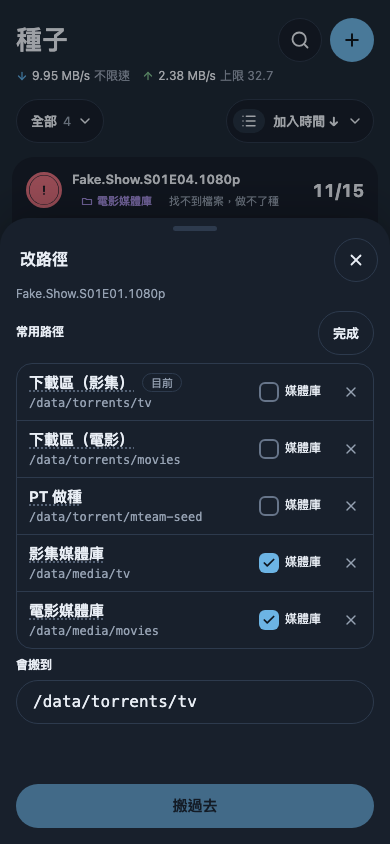 種子
↓ 9.95 MB/s 不限速 ↑ 2.38 MB/s 上限 32.7
全部 4
加入時間 ↓
Fake.Show.S01E04.1080p
電影媒體庫 找不到檔案，做不了種
11/15
改路徑
Fake.Show.S01E01.1080p
常用路徑
完成
下載區（影集） 目前
/data/torrents/tv
媒體庫
下載區（電影）
/data/torrents/movies
媒體庫
PT 做種
/data/torrent/mteam-seed
媒體庫
影集媒體庫
/data/media/tv
媒體庫
電影媒體庫
/data/media/movies
媒體庫
會搬到
/data/torrents/tv
搬過去